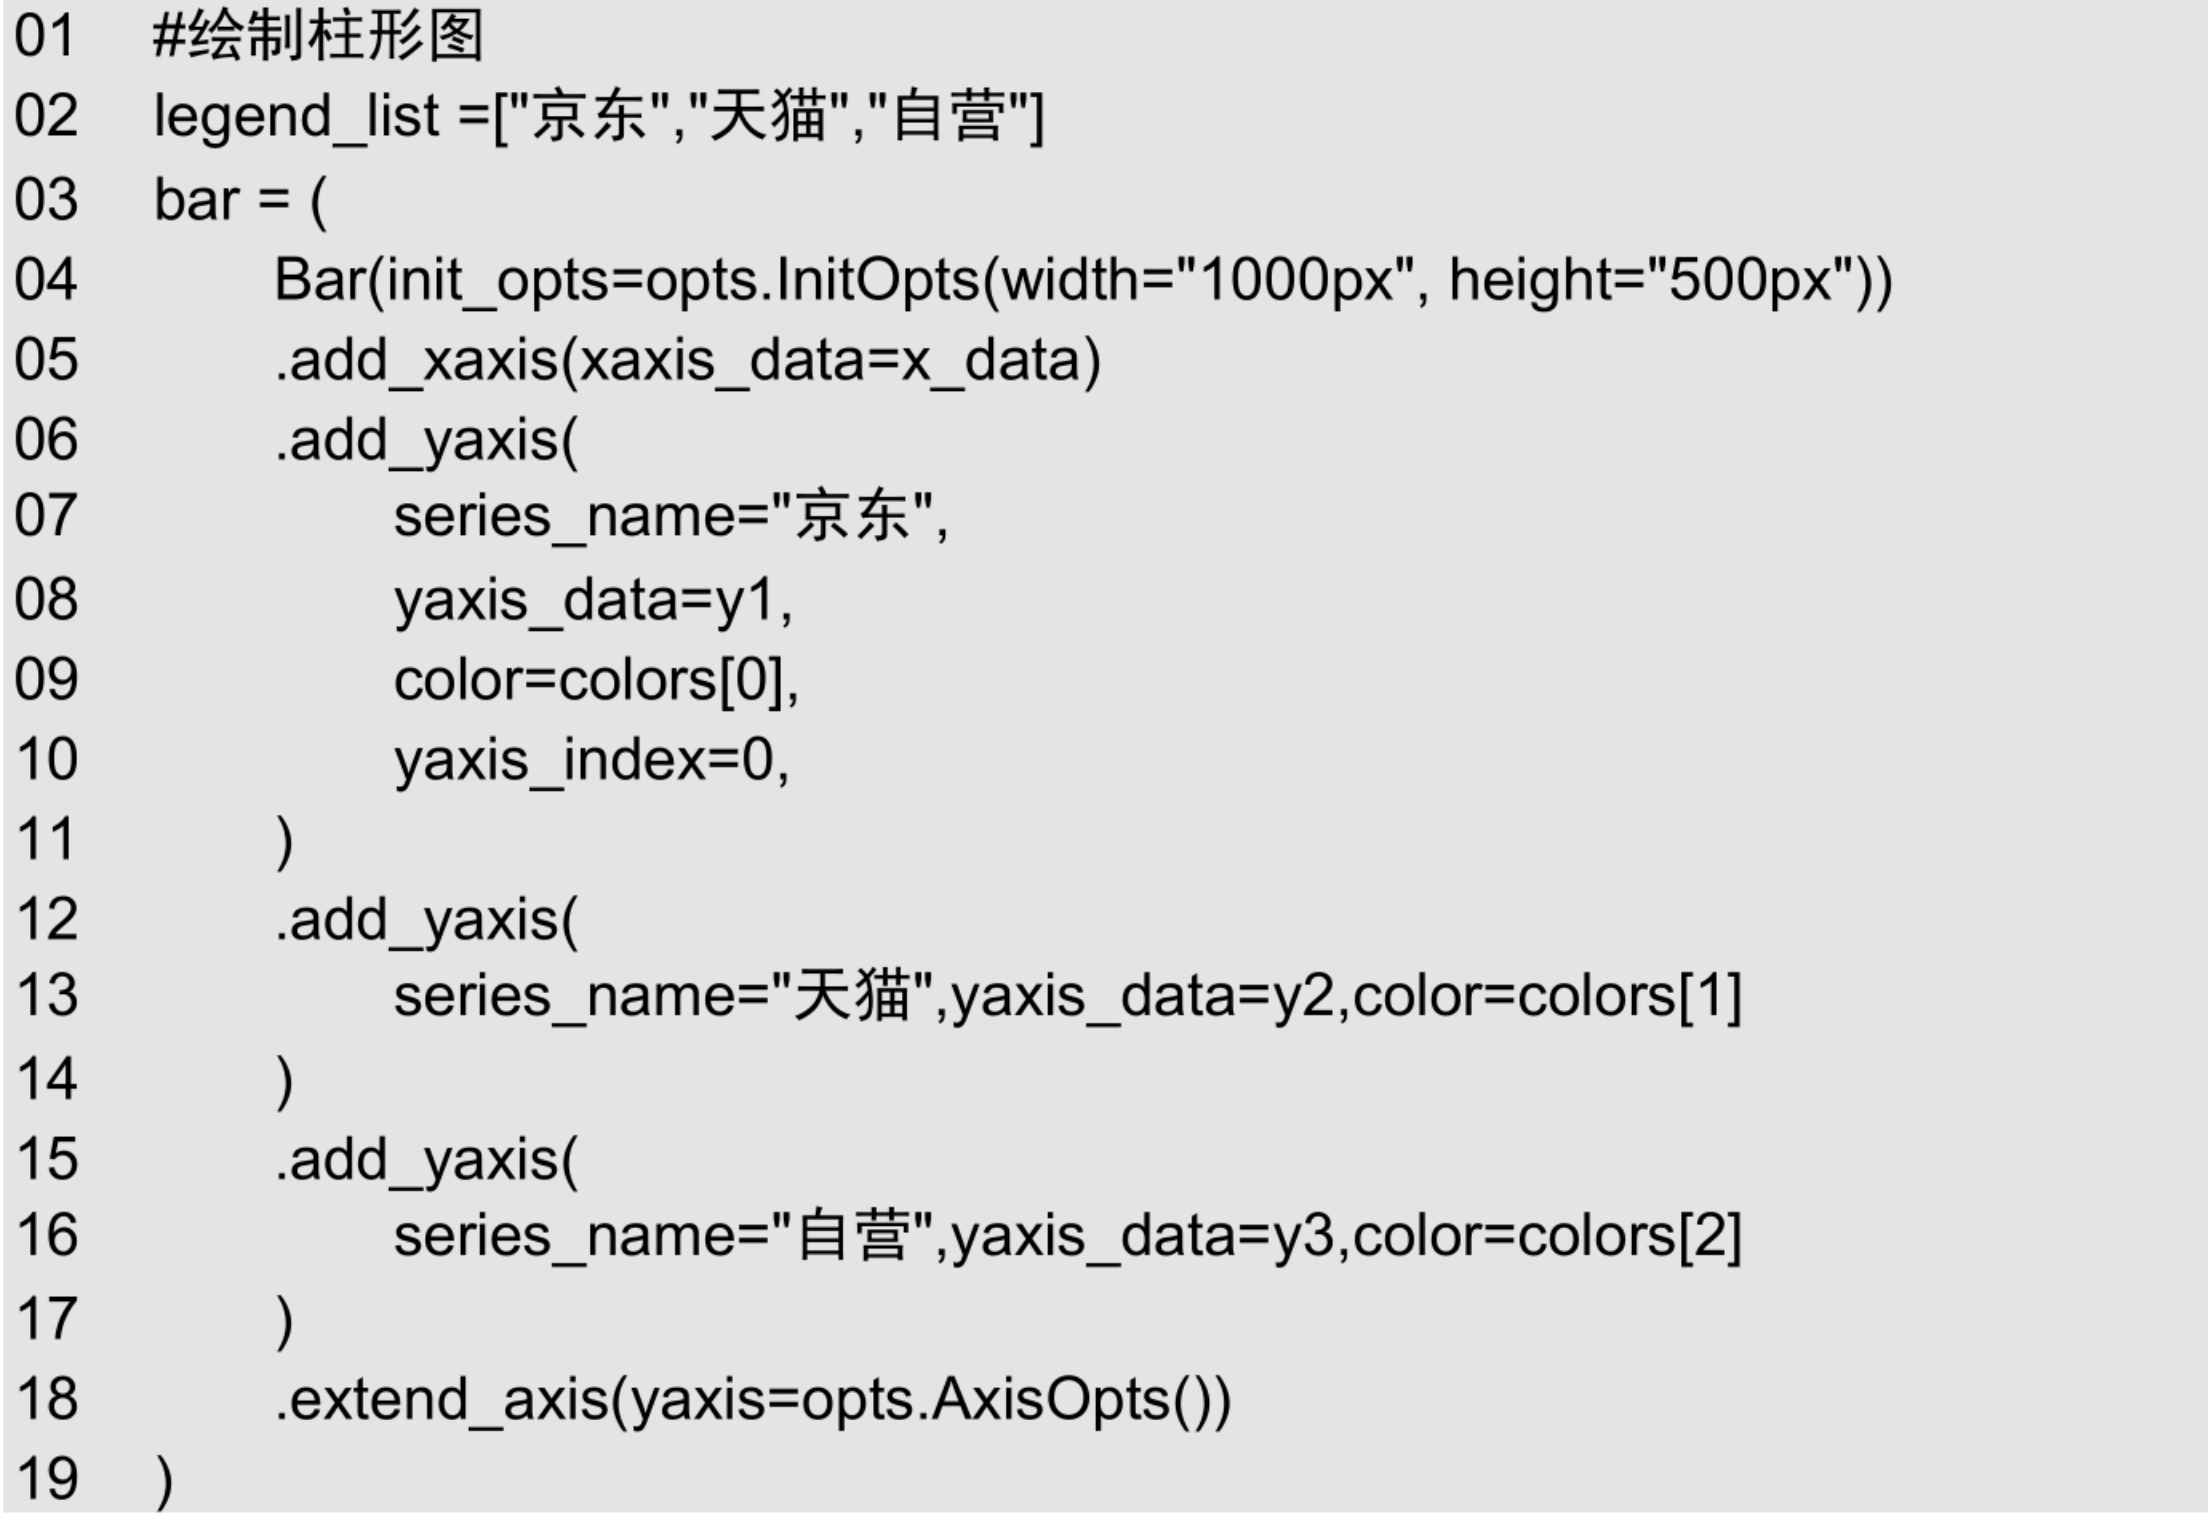 01 #绘制柱形图
02 legend_list =["京东","天猫","自营"]
03 bar = (
04 Bar(init_opts=opts.InitOpts(width="1000px", height="500px"))
05 .add_xaxis(xaxis_data=x_data)
06 .add_yaxis(
07 series_name="京东",
08 yaxis_data=y1,
09 color=colors[0],
10 yaxis_index=0,
11 )
12 .add_yaxis(
13 series_name="天猫",yaxis_data=y2,color=colors[1]
14 )
15 .add_yaxis(
16 series_name="自营",yaxis_data=y3,color=colors[2]
17 )
18 .extend_axis(yaxis=opts.AxisOpts())
19 )